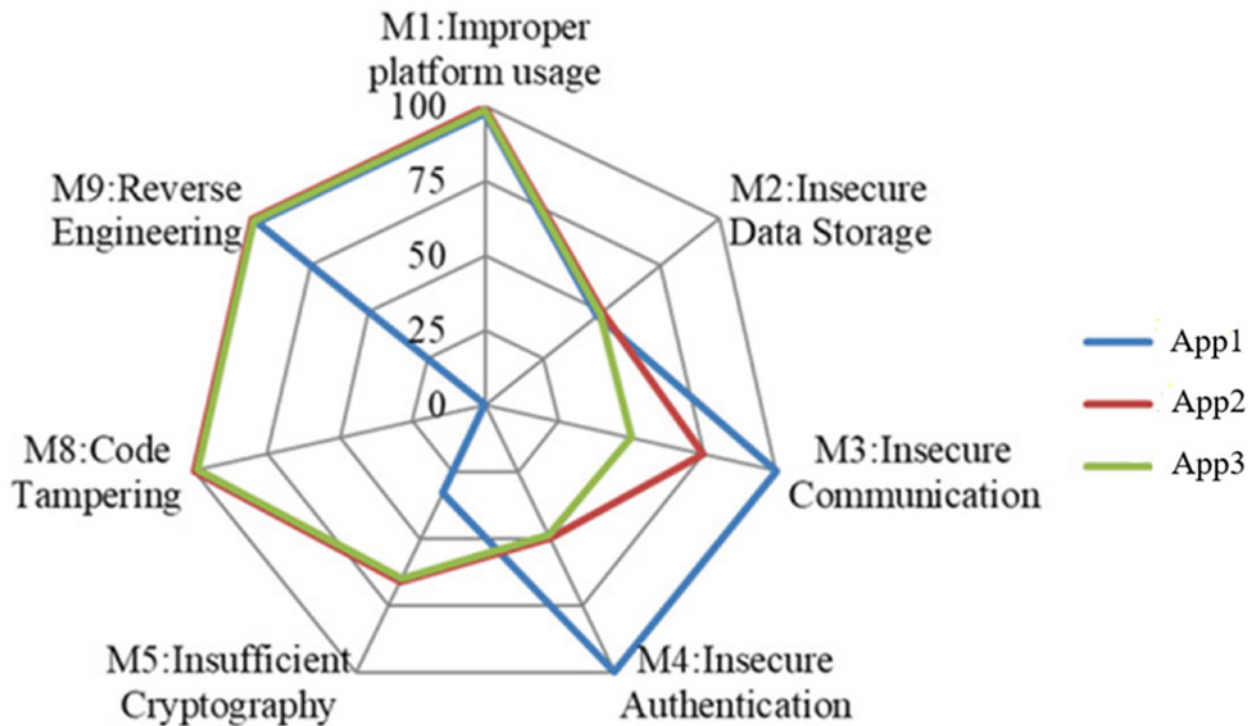 M1:Improper
platform usage
100
75
50
25
0
M2:Insecure
Data Storage
M3:Insecure
Communication
M4:Insecure
Authentication
M5:Insufficient
Cryptography
M8:Code
Tampering
M9:Reverse
Engineering
App1
App2
App3